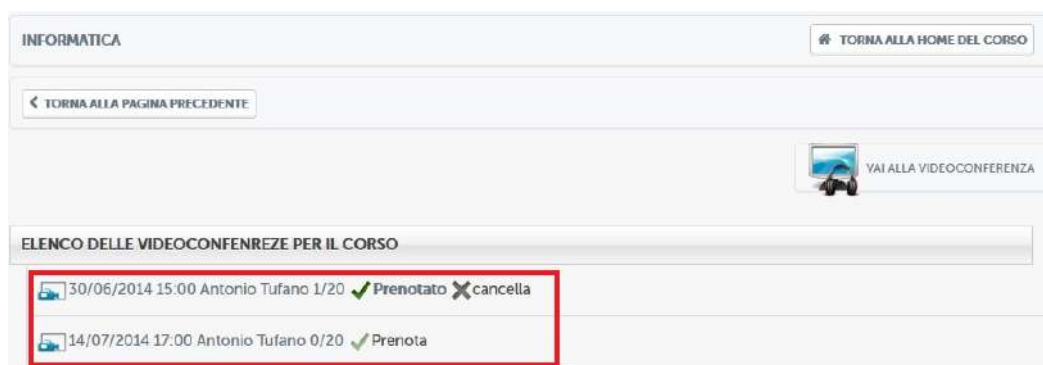 INFORMATICA
TORNA ALLA HOME DEL CORSO
TORNA ALLA PAGINA PRECEDENTE
VAI ALLA VIDEOCONFERENZA
ELENCO DELLE VIDEOCONFENREZE PER IL CORSO
30/06/2014 15:00 Antonio Tufano 1/20 Prenotato cancella
14/07/2014 17:00 Antonio Tufano 0/20 Prenota